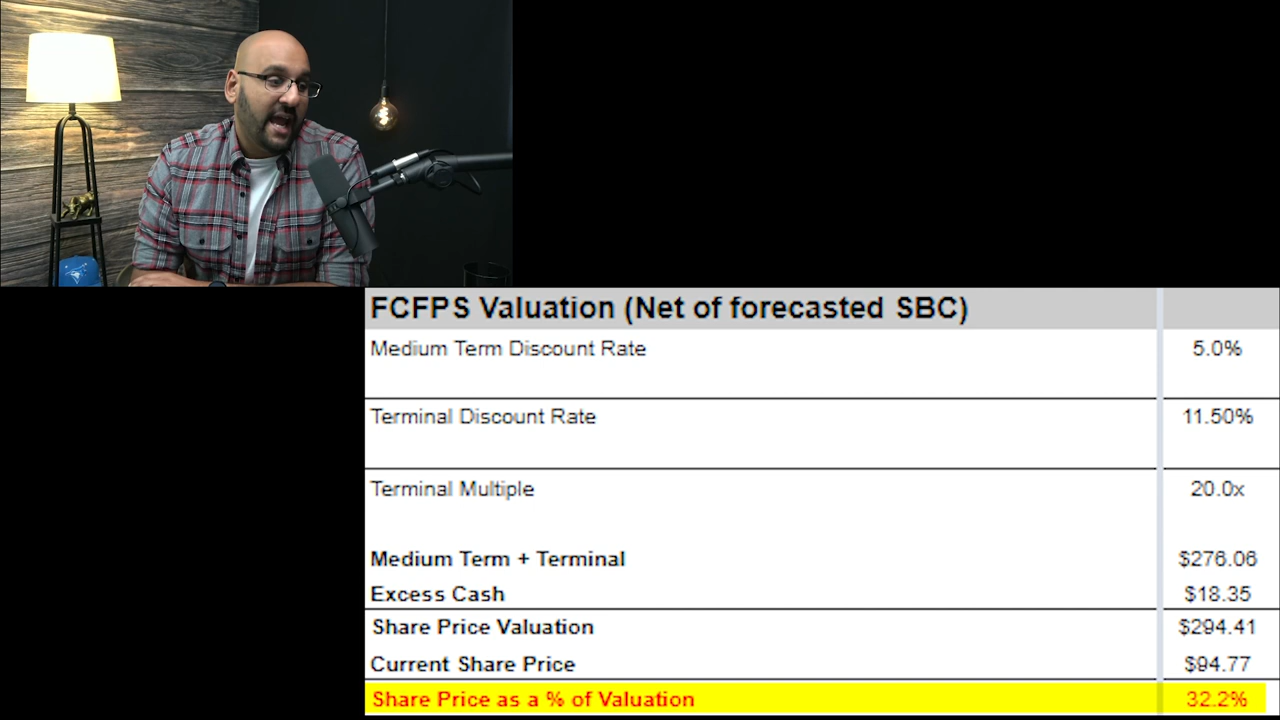 FCFPS Valuation (Net of forecasted SBC)
Medium Term Discount Rate 5.0%
Terminal Discount Rate 11.50%
Terminal Multiple 20.0x
Medium Term + Terminal $276.06
Excess Cash $18.35
Share Price Valuation $294.41
Current Share Price $94.77
Share Price as a % of Valuation 32.2%